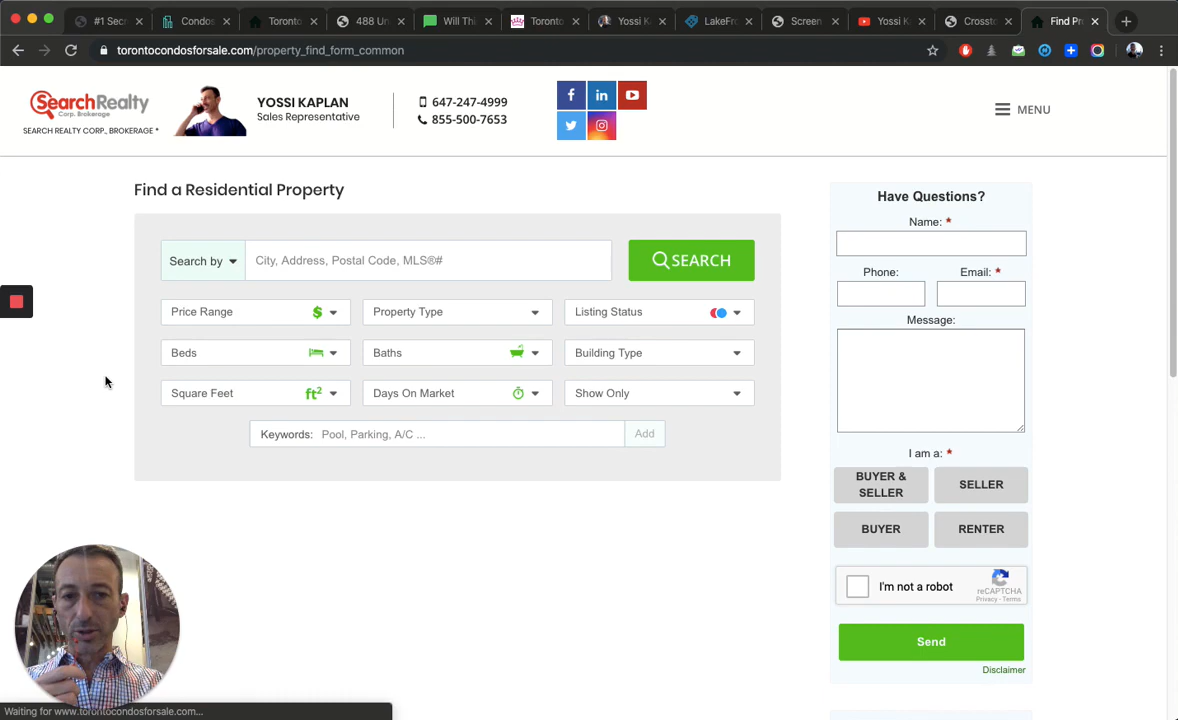 #1 Secr
Condos
Toronto
488 Un
Will Thi
Toronto
Yossi Ka
LakeFro
Screen
Yossi K
Crossto
Find Pr
torontocondosforsale.com/property_find_form_common
SearchRealty
Corp. Brokerage
SEARCH REALTY CORP., BROKERAGE *
YOSSI KAPLAN
Sales Representative
647-247-4999
855-500-7653
MENU
Find a Residential Property
Search by
City, Address, Postal Code, MLS®#
SEARCH
Price Range $
Property Type
Listing Status
Beds
Baths
Building Type
Square Feet ft²
Days On Market
Show Only
Keywords: Pool, Parking, A/C ...
Add
Have Questions?
Name: *
Phone:
Email: *
Message:
I am a: *
BUYER &
SELLER
SELLER
BUYER
RENTER
I'm not a robot
reCAPTCHA
Privacy - Terms
Send
Disclaimer
Waiting for www.torontocondosforsale.com...